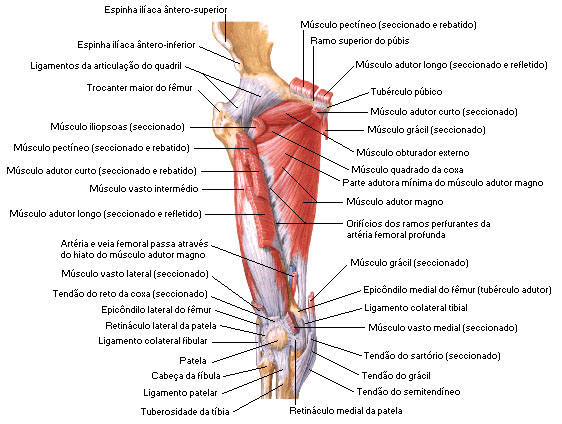 Espinha ilíaca ântero-superior
Espinha ilíaca ântero-inferior
Ligamentos da articulação do quadril
Trocanter maior do fêmur
Músculo iliopsoas (seccionado)
Músculo pectíneo (seccionado e rebatido)
Músculo adutor curto (seccionado e rebatido)
Músculo vasto intermédio
Músculo adutor longo (seccionado e refletido)
Artéria e veia femoral passa através
do hiato do músculo adutor magno
Músculo vasto lateral (seccionado)
Tendão do reto da coxa (seccionado)
Epicôndilo lateral do fêmur
Retináculo lateral da patela
Ligamento colateral fibular
Patela
Cabeça da fíbula
Ligamento patelar
Tuberosidade da tíbia
Músculo pectíneo (seccionado e rebatido)
Ramo superior do púbis
Músculo adutor longo (seccionado e refletido)
Tubérculo púbico
Músculo adutor curto (seccionado)
Músculo grácil (seccionado)
Músculo obturador externo
Músculo quadrado da coxa
Parte adutora mínima do músculo adutor magno
Músculo adutor magno
Orifícios dos ramos perfurantes da
artéria femoral profunda
Músculo grácil (seccionado)
Epicôndilo medial do fêmur (tubérculo adutor)
Ligamento colateral tibial
Músculo vasto medial (seccionado)
Tendão do sartório (seccionado)
Tendão do grácil
Tendão do semitendíneo
Retináculo medial da patela